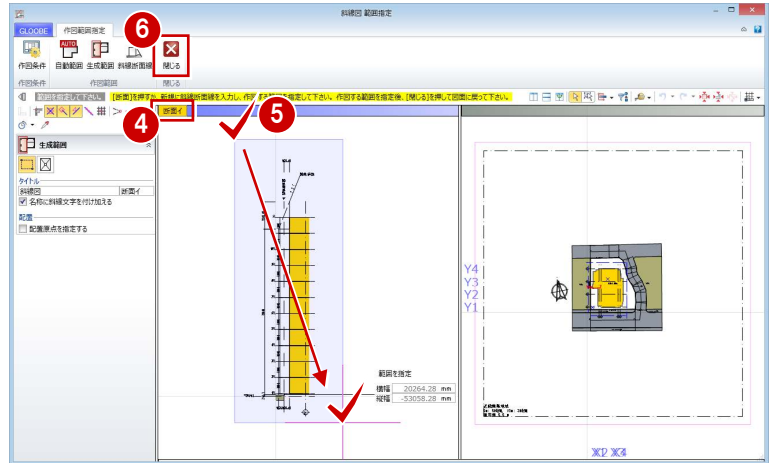 斜線図 範囲指定
GLOOBE 作図範囲指定
6
AUTO
作図条件 自動範囲 生成範囲 斜線断面線 閉じる
作図条件 作図範囲 閉じる
範囲を指定して下さい。 [断面]を押すか、新規に斜線断面線を入力し、作図する範囲を指定して下さい。作図する範囲を指定後、[閉じる]を押して図面に戻って下さい。
4
断面イ
5
生成範囲
タイトル
斜線図 断面イ
名称に斜線文字を付け加える
配置
配置原点を指定する
範囲を指定
横幅 20264.28 mm
縦幅 -53058.28 mm
Y4
Y3
Y2
Y1